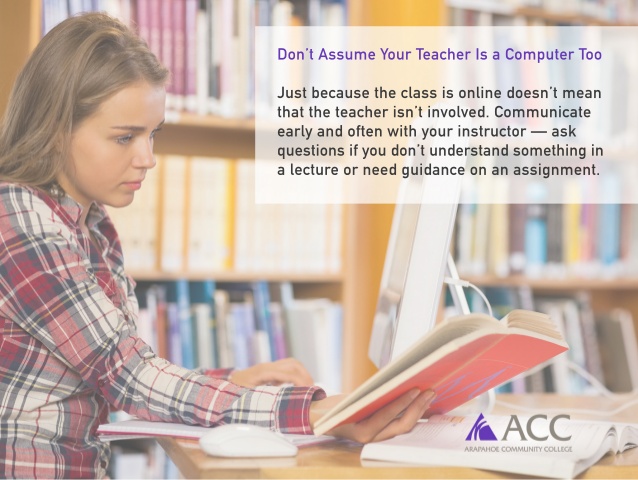 Don't Assume Your Teacher Is a Computer Too
Just because the class is online doesn't mean
that the teacher isn't involved. Communicate
early and often with your instructor — ask
questions if you don't understand something in
a lecture or need guidance on an assignment.
ACC
ARAPAHOE COMMUNITY COLLEGE